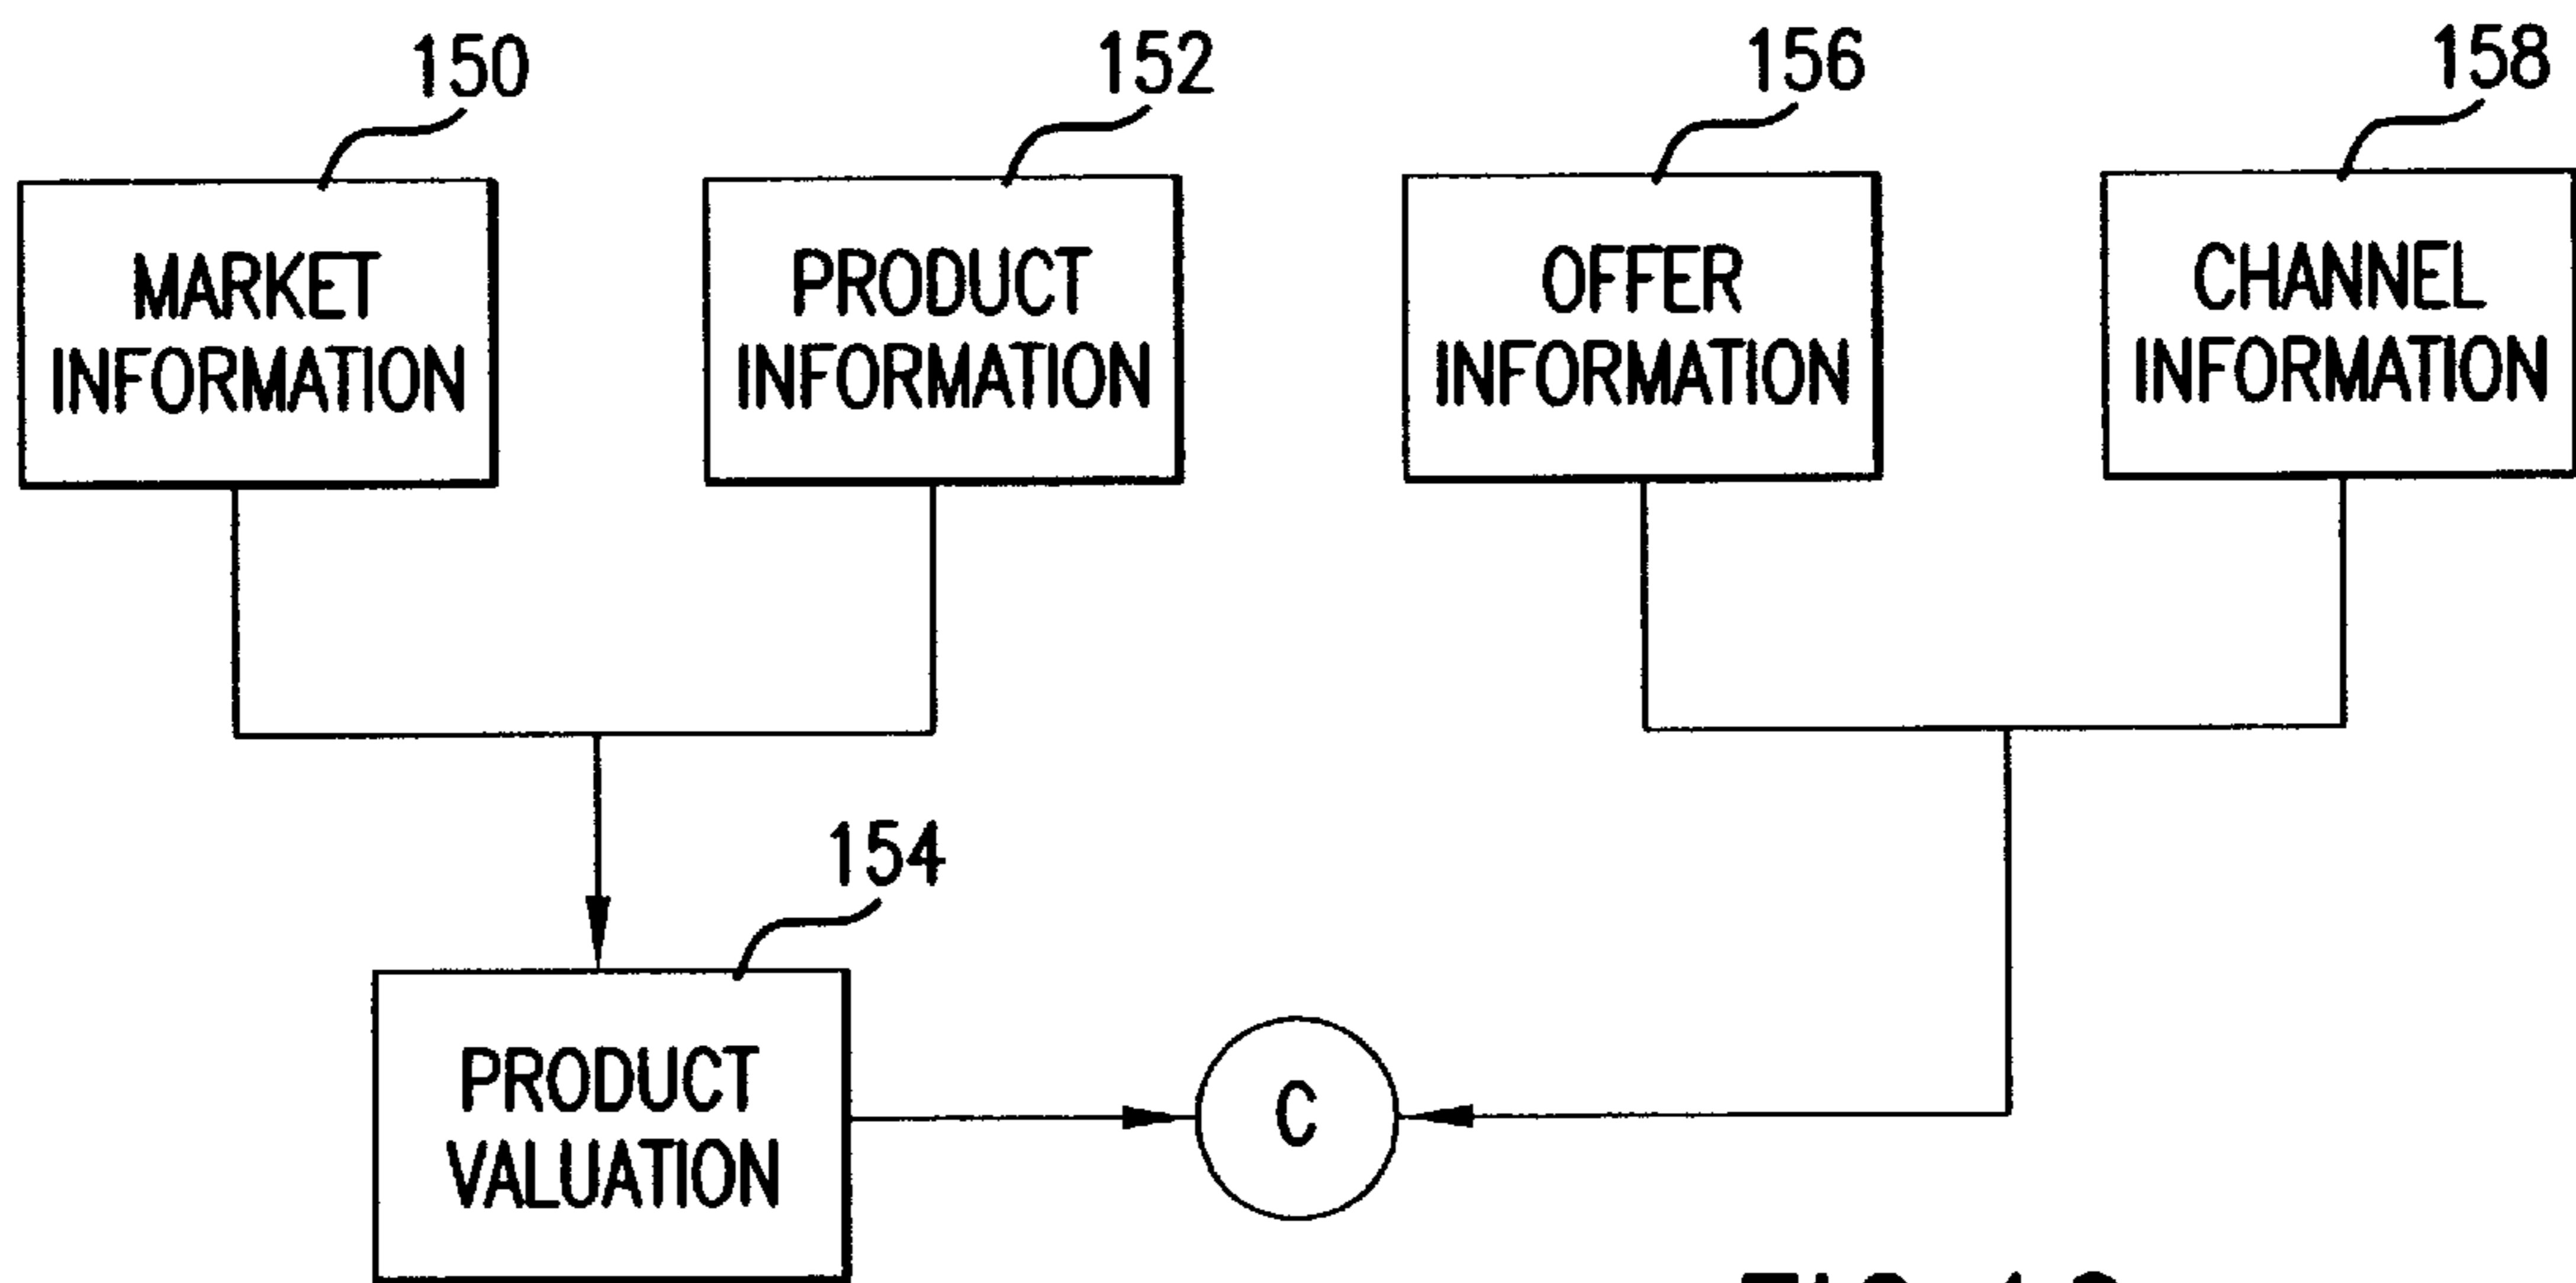 150
152
156
158
MARKET
INFORMATION
PRODUCT
INFORMATION
OFFER
INFORMATION
CHANNEL
INFORMATION
154
PRODUCT
VALUATION
C